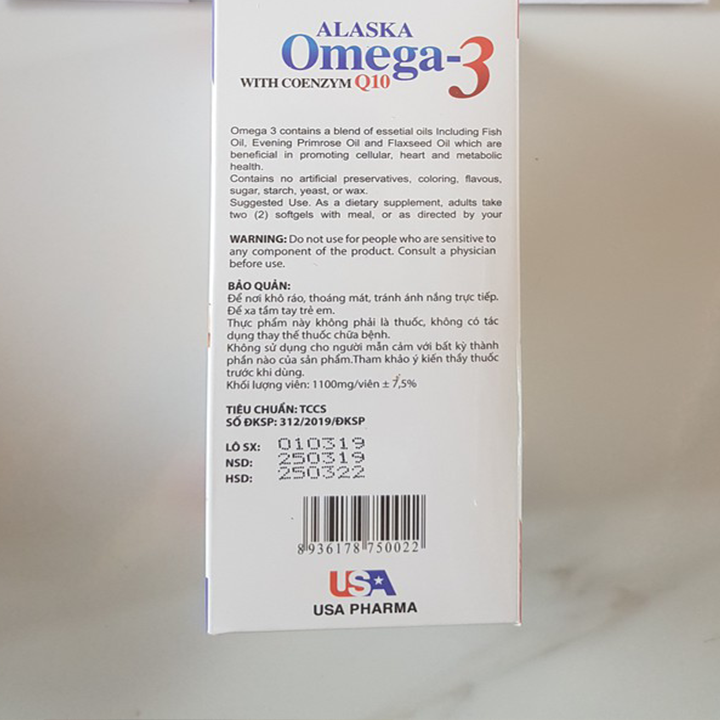 ALASKA
Omega-3
WITH COENZYM Q10
Omega 3 contains a blend of essetial oils Including Fish
Oil, Evening Primrose Oil and Flaxseed Oil which are
beneficial in promoting cellular, heart and metabolic
health.
Contains no artificial preservatives, coloring, flavous,
sugar, starch, yeast, or wax.
Suggested Use. As a dietary supplement, adults take
two (2) softgels with meal, or as directed by your
WARNING: Do not use for people who are sensitive to
any component of the product. Consult a physician
before use.
BẢO QUẢN:
Để nơi khô ráo, thoáng mát, tránh ánh nắng trực tiếp.
Để xa tầm tay trẻ em.
Thực phẩm này không phải là thuốc, không có tác
dụng thay thế thuốc chữa bệnh.
Không sử dụng cho người mẫn cảm với bất kỳ thành
phần nào của sản phẩm.Tham khảo ý kiến thầy thuốc
trước khi dùng.
Khối lượng viên: 1100mg/viên ± 7,5%
TIÊU CHUẨN: TCCS
SỐ ĐKSP: 312/2019/ĐKSP
LÔ SX: 010319
NSD: 250319
HSD: 250322
8 936178 750022
USA
USA PHARMA